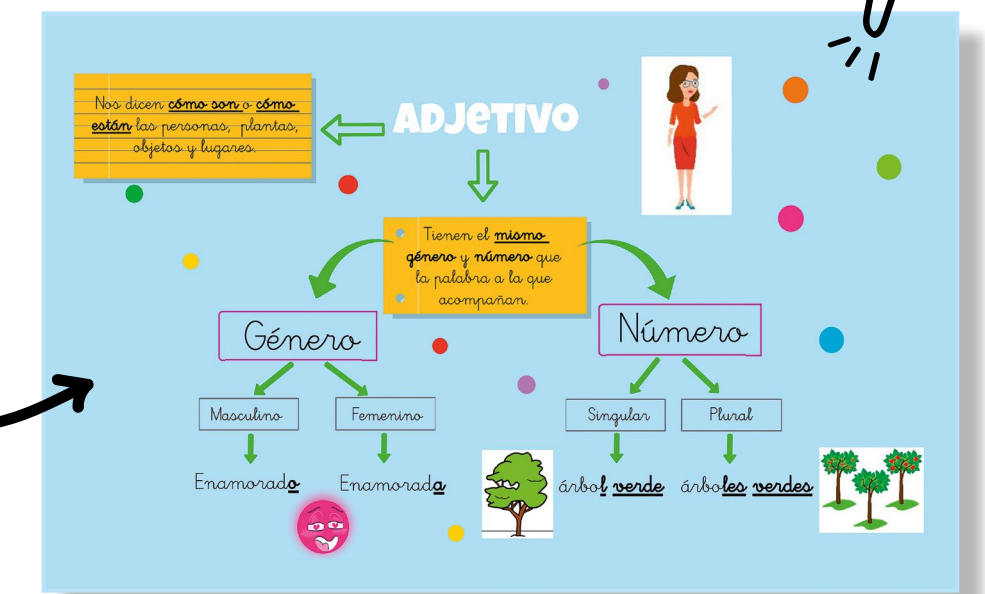 ADJETIVO
Nos dicen cómo son o cómo
están las personas, plantas,
objetos y lugares.
Tienen el mismo
género y número que
la palabra a la que
acompañan.
Género
Número
Masculino
Femenino
Singular
Plural
Enamorado
Enamorada
árbol verde
árboles verdes